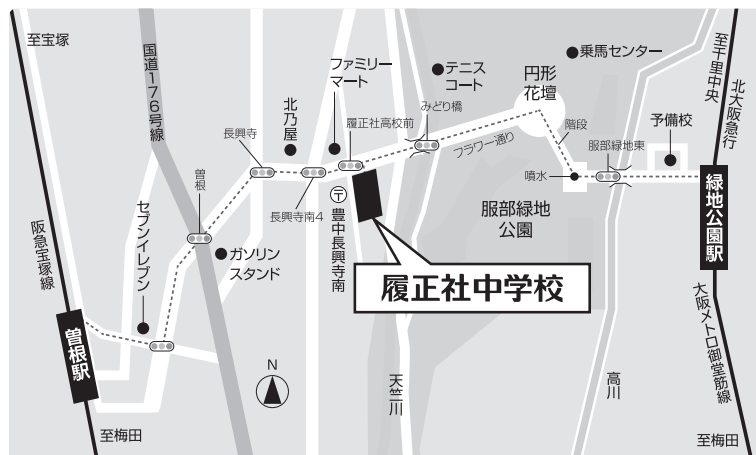 至宝塚
国道176号線
ファミリー
マート
テニス
コート
円形
花壇
乗馬センター
至千里中央
北大阪急行
北乃屋
みどり橋
履正社高校前
長興寺
フラワー通り
階段
予備校
服部緑地東
曽根
長興寺南4
〒
豊中長興寺南
噴水
緑地公園駅
服部緑地
公園
セブンイレブン
ガソリン
スタンド
阪急宝塚線
履正社中学校
大阪メトロ御堂筋線
曽根駅
N
天竺川
高川
至梅田
至梅田